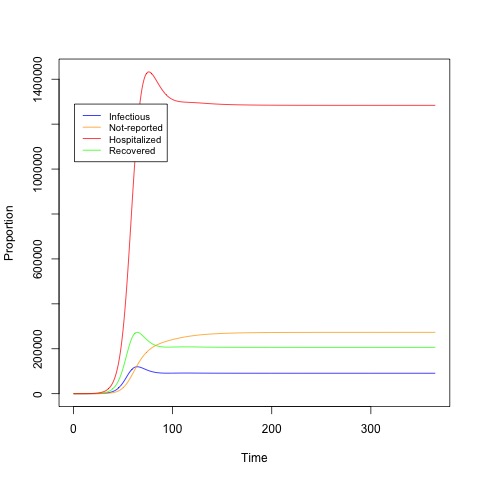 1400000
1000000
600000
200000
0
Proportion
Infectious
Not-reported
Hospitalized
Recovered
0 100 200 300
Time